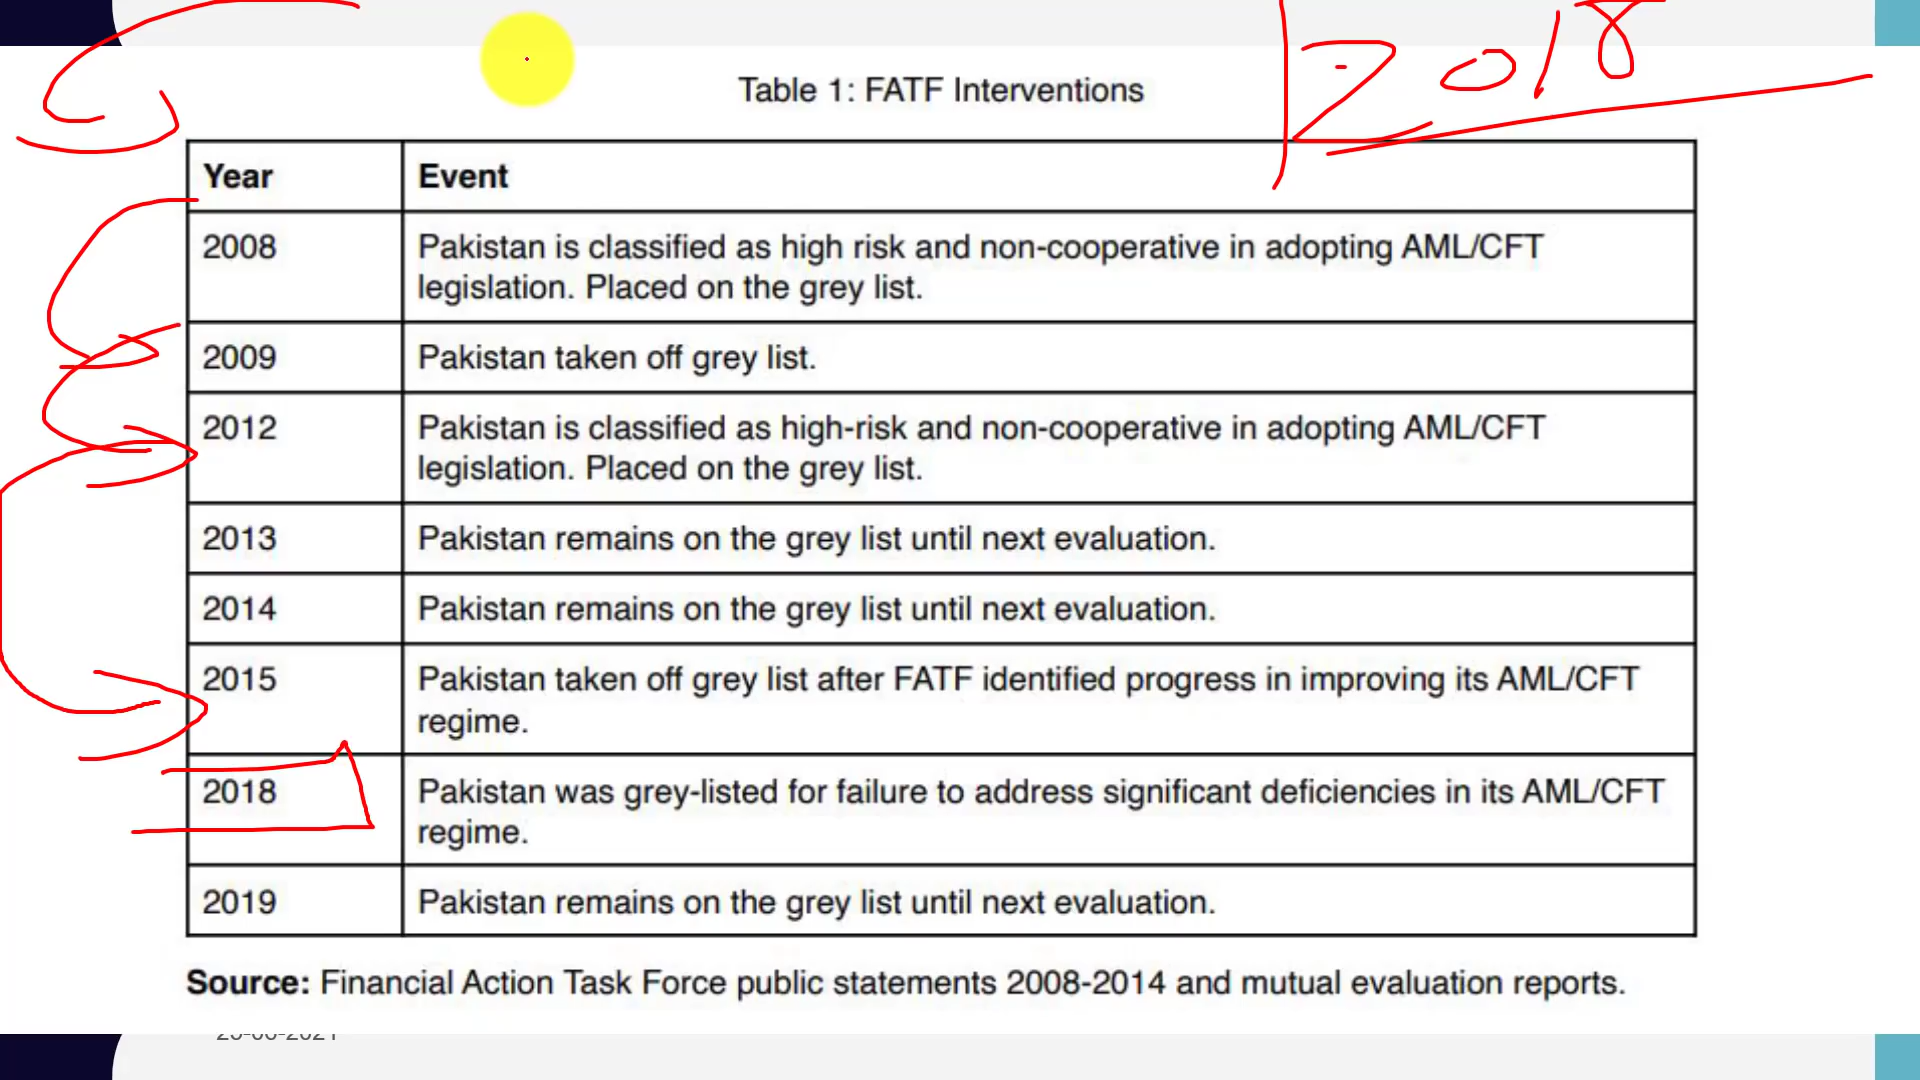 2018
Table 1: FATF Interventions
Year Event
2008 Pakistan is classified as high risk and non-cooperative in adopting AML/CFT
legislation. Placed on the grey list.
2009 Pakistan taken off grey list.
2012 Pakistan is classified as high-risk and non-cooperative in adopting AML/CFT
legislation. Placed on the grey list.
2013 Pakistan remains on the grey list until next evaluation.
2014 Pakistan remains on the grey list until next evaluation.
2015 Pakistan taken off grey list after FATF identified progress in improving its AML/CFT
regime.
2018 Pakistan was grey-listed for failure to address significant deficiencies in its AML/CFT
regime.
2019 Pakistan remains on the grey list until next evaluation.
Source: Financial Action Task Force public statements 2008-2014 and mutual evaluation reports.